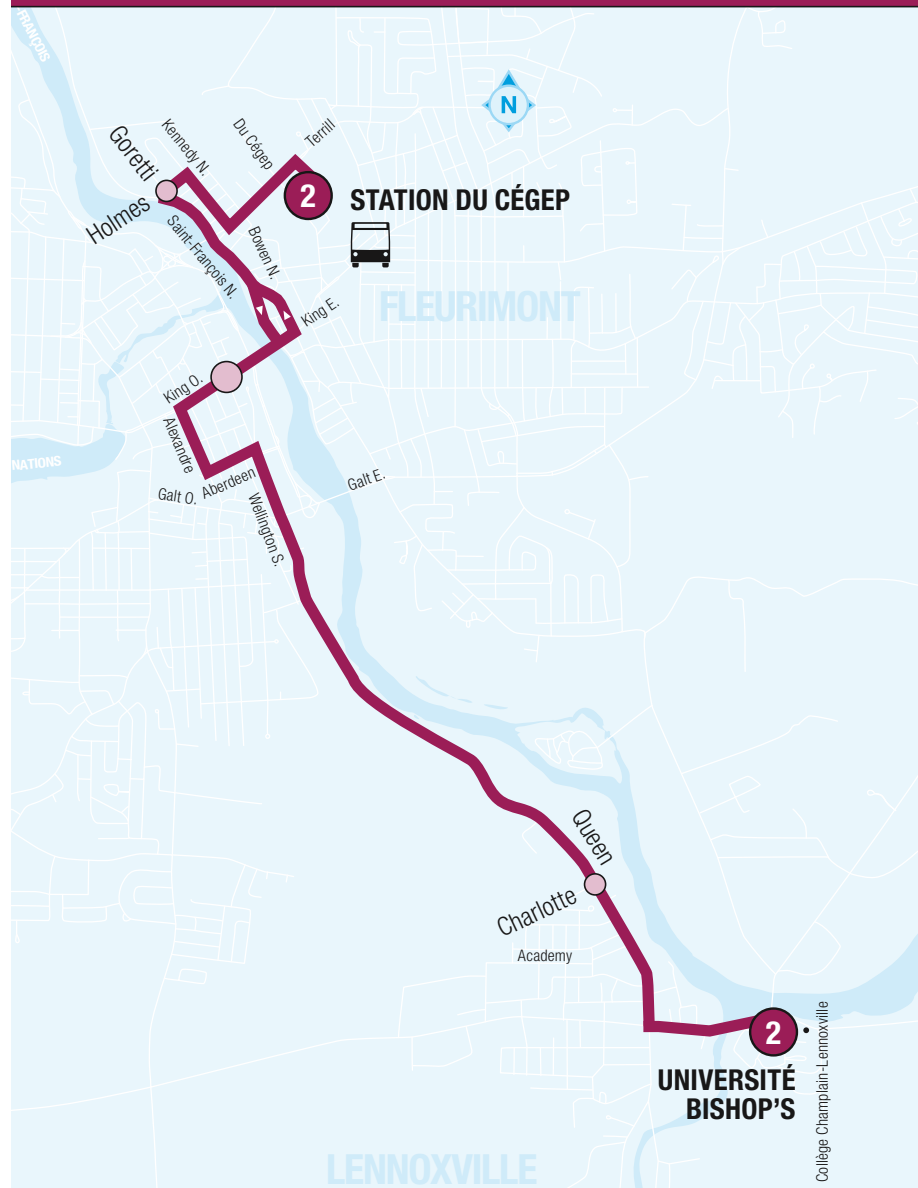 -FRANÇOIS
N
Goretti
Kennedy N.
Du Cégep
Terrill
2
STATION DU CÉGEP
Holmes
Saint-François N.
Bowen N.
King E.
FLEURIMONT
King O.
Alexandre
NATIONS
Galt O.
Aberdeen
Wellington S.
Galt E.
Queen
Charlotte
Academy
2
UNIVERSITÉ
BISHOP'S
Collège Champlain-Lennoxville
LENNOXVILLE